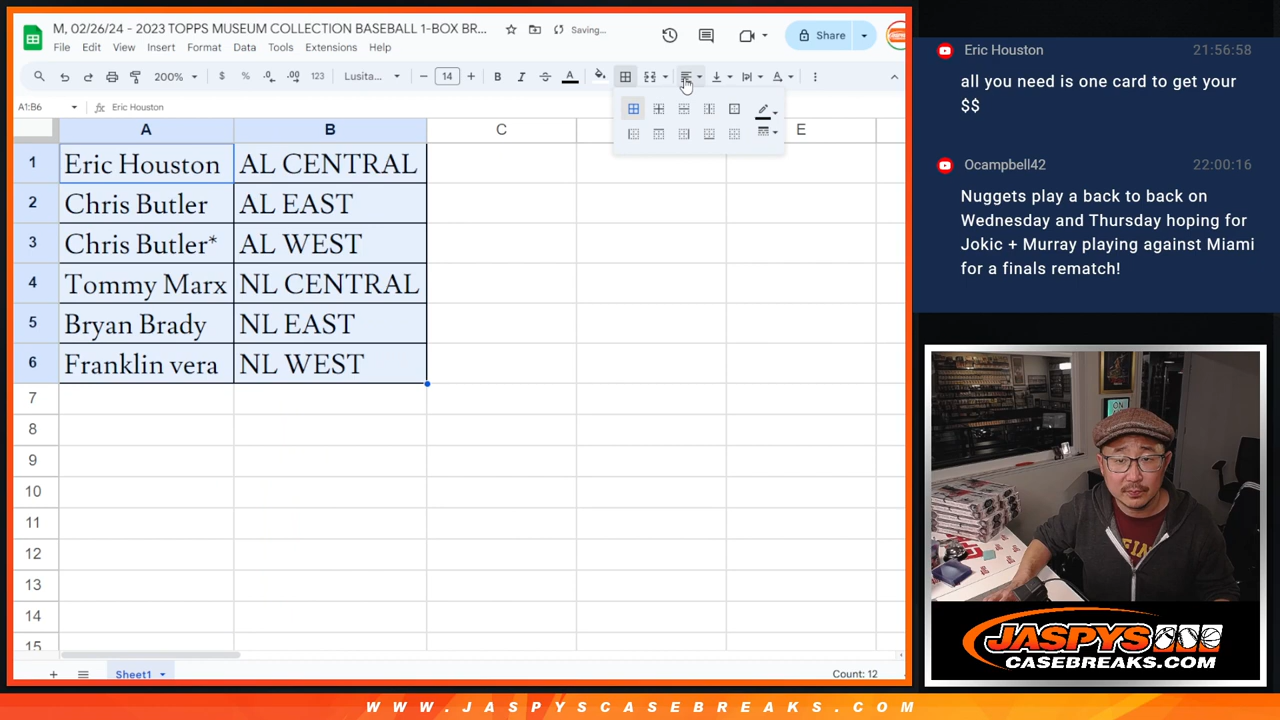 M, 02/26/24 - 2023 TOPPS MUSEUM COLLECTION BASEBALL 1-BOX BR...
Saving...
Share
File Edit View Insert Format Data Tools Extensions Help
200% $ % .0 .00 123 Lusita... 14 B I A
A1:B6 fx Eric Houston
A B C E
1 Eric Houston AL CENTRAL
2 Chris Butler AL EAST
3 Chris Butler* AL WEST
4 Tommy Marx NL CENTRAL
5 Bryan Brady NL EAST
6 Franklin vera NL WEST
7
8
9
10
11
12
13
14
15
Sheet1
Count: 12
Eric Houston 21:56:58
all you need is one card to get your
$$
Ocampbell42 22:00:16
Nuggets play a back to back on
Wednesday and Thursday hoping for
Jokic + Murray playing against Miami
for a finals rematch!
JASPYS
CASEBREAKS.COM
WWW.JASPYSCASEBREAKS.COM